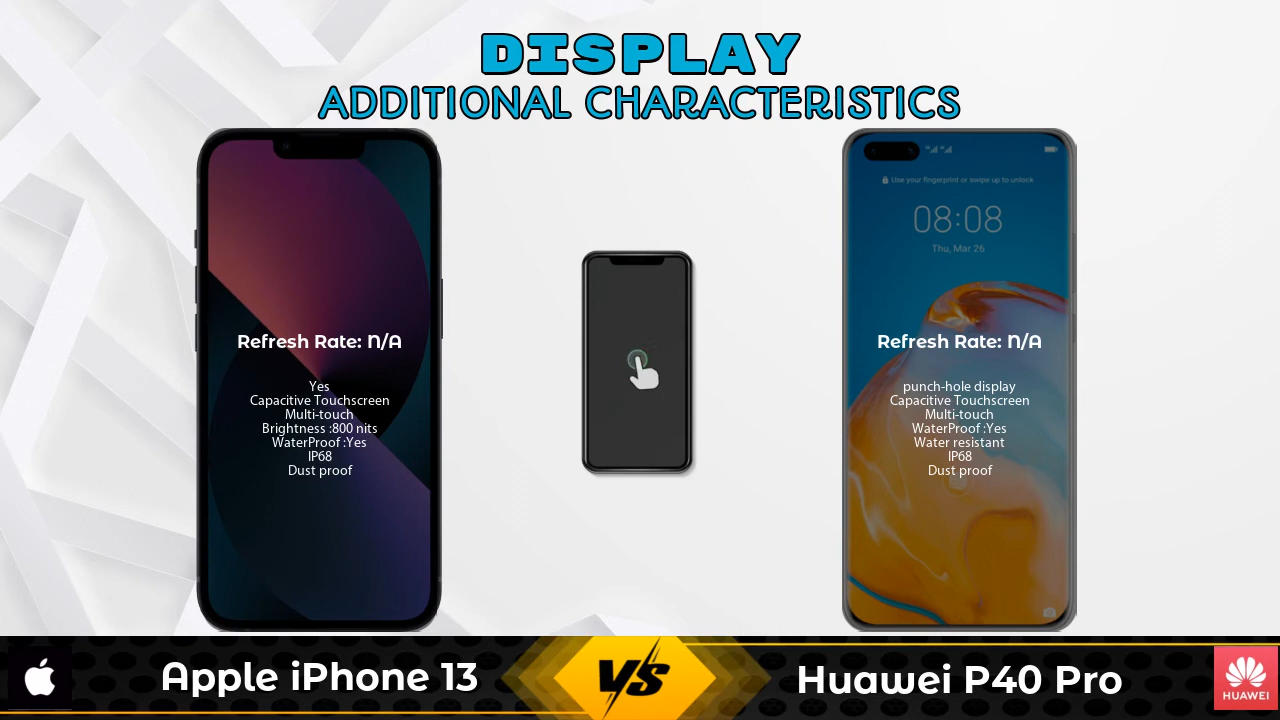 DISPLAY
ADDITIONAL CHARACTERISTICS
Use your fingerprint or swipe up to unlock
08:08
Thu, Mar 26
Refresh Rate: N/A
Yes
Capacitive Touchscreen
Multi-touch
Brightness :800 nits
WaterProof :Yes
IP68
Dust proof
Refresh Rate: N/A
punch-hole display
Capacitive Touchscreen
Multi-touch
WaterProof :Yes
Water resistant
IP68
Dust proof
Apple iPhone 13
VS
Huawei P40 Pro
HUAWEI